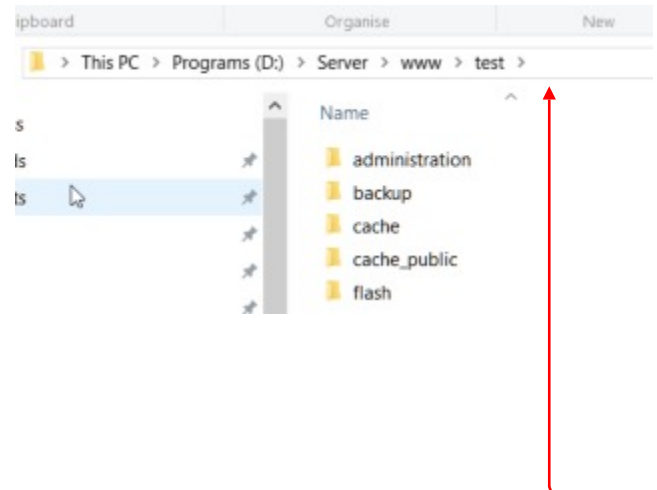 ipboard Organise New
This PC > Programs (D:) > Server > www > test >
s
ls
ts
Name
administration
backup
cache
cache_public
flash